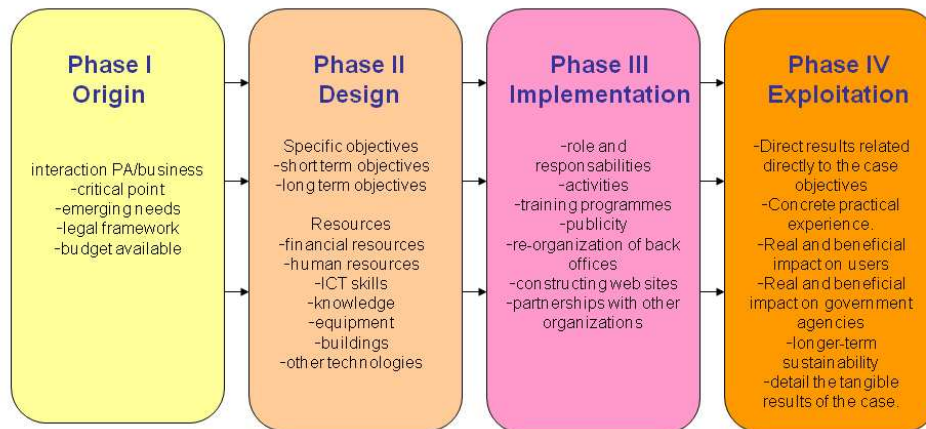 Phase I
Origin
interaction PA/business
-critical point
-emerging needs
-legal framework
-budget available
Phase II
Design
Specific objectives
-short term objectives
-long term objectives
Resources
-financial resources
-human resources
-ICT skills
-knowledge
-equipment
-buildings
-other technologies
Phase III
Implementation
-role and
responsabilities
-activities
-training programmes
-publicity
-re-organization of back
offices
-constructing web sites
-partnerships with other
organizations
Phase IV
Exploitation
-Direct results related
directly to the case
objectives
-Concrete practical
experience.
-Real and beneficial
impact on users
-Real and beneficial
impact on government
agencies
-longer-term
sustainability
-detail the tangible
results of the case.